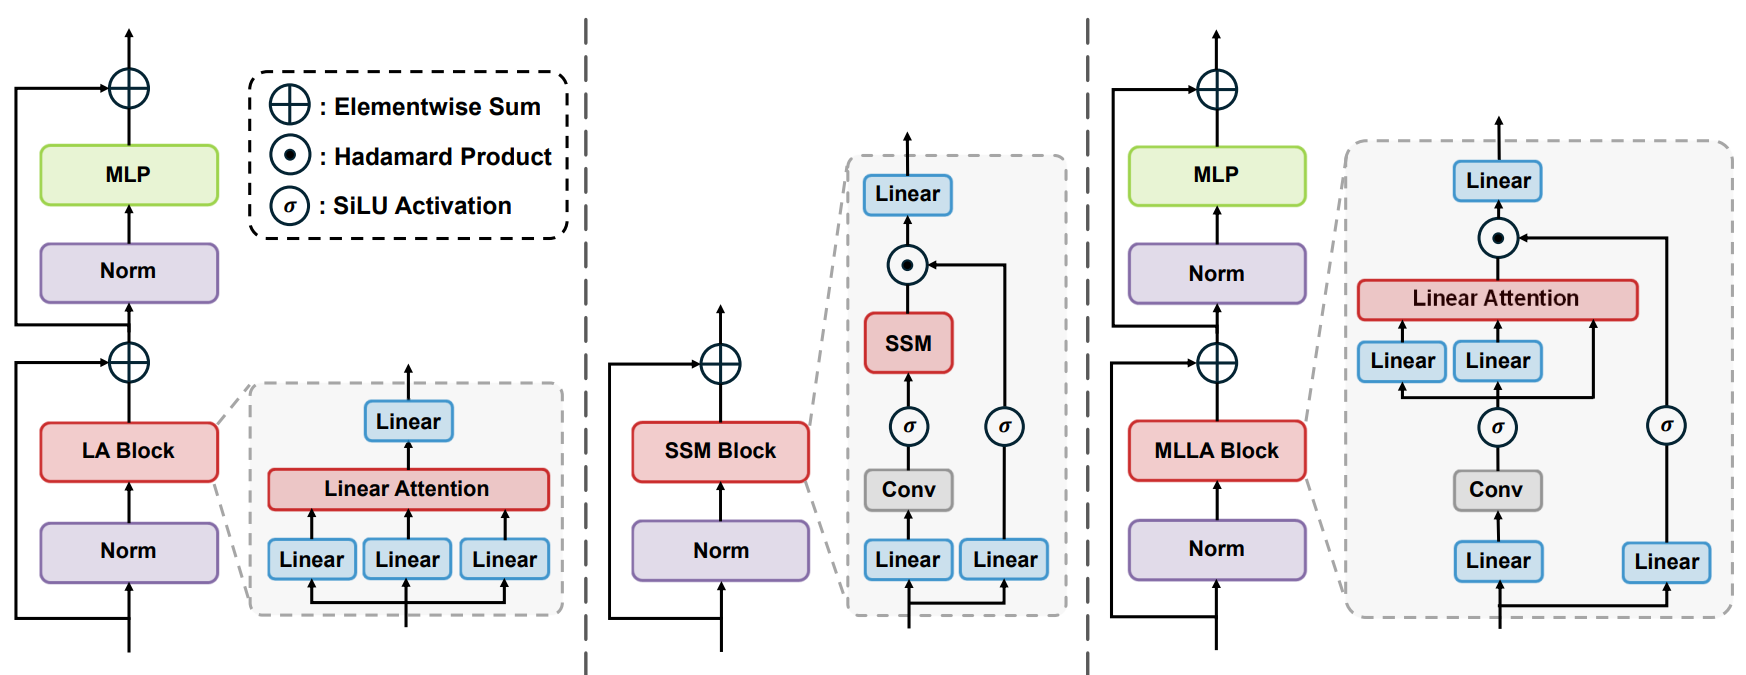 MLP
Norm
LA Block
Norm
⊕ : Elementwise Sum
⊙ : Hadamard Product
σ : SiLU Activation
Linear
Linear Attention
Linear Linear Linear
SSM Block
Norm
Linear
SSM
σ σ
Conv
Linear Linear
MLP
Norm
MLLA Block
Norm
Linear
Linear Attention
Linear Linear
σ σ
Conv
Linear Linear